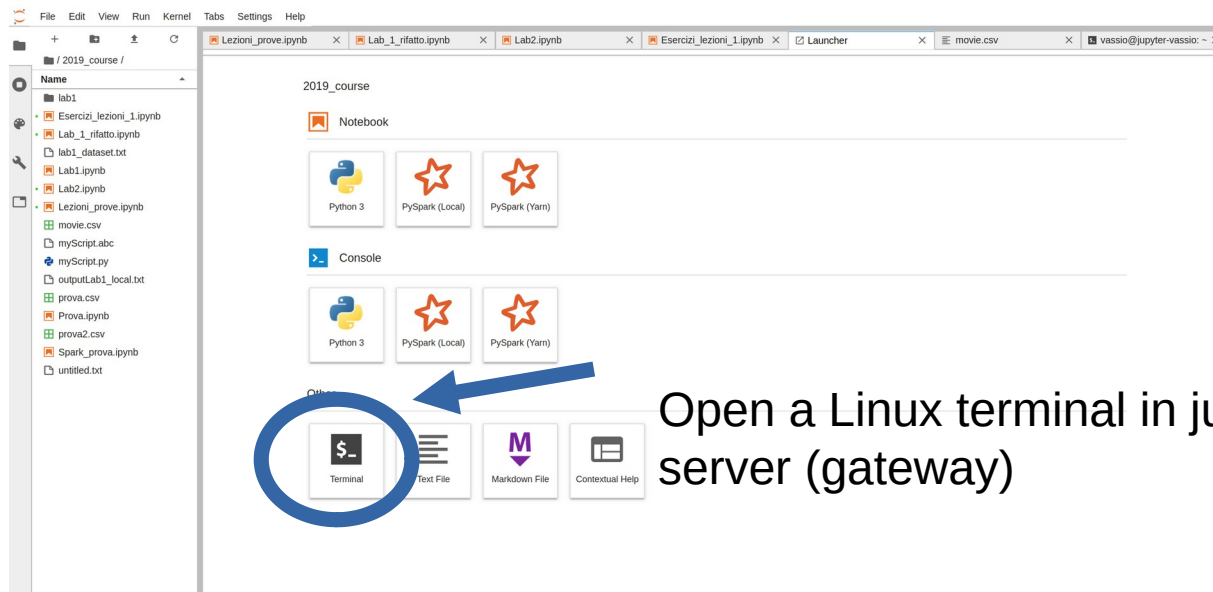 File Edit View Run Kernel Tabs Settings Help
Lezioni_prove.ipynb Lab_1_rifatto.ipynb Lab2.ipynb Esercizi_lezioni_1.ipynb Launcher movie.csv vassio@jupyter-vassio: ~
/ 2019_course /
Name
lab1
Esercizi_lezioni_1.ipynb
Lab_1_rifatto.ipynb
lab1_dataset.txt
Lab1.ipynb
Lab2.ipynb
Lezioni_prove.ipynb
movie.csv
myScript.abc
myScript.py
outputLab1_local.txt
prova.csv
Prova.ipynb
prova2.csv
Spark_prova.ipynb
untitled.txt
2019_course
Notebook
Python 3 PySpark (Local) PySpark (Yarn)
>_ Console
Python 3 PySpark (Local) PySpark (Yarn)
$_ M
Terminal Text File Markdown File Contextual Help
Open a Linux terminal in
server (gateway)